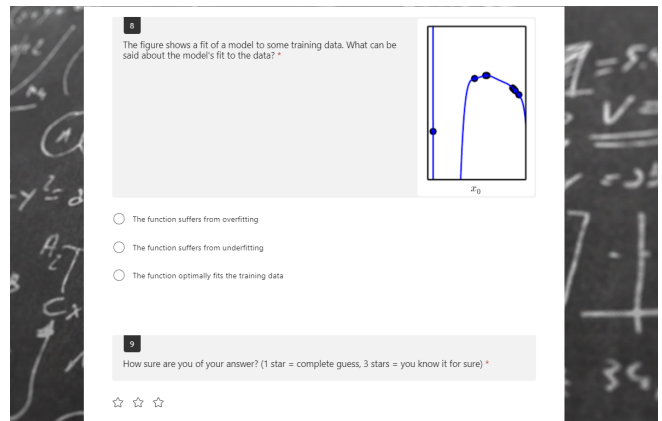 8
The figure shows a fit of a model to some training data. What can be
said about the model's fit to the data? *
x₀
The function suffers from overfitting
The function suffers from underfitting
The function optimally fits the training data
9
How sure are you of your answer? (1 star = complete guess, 3 stars = you know it for sure) *